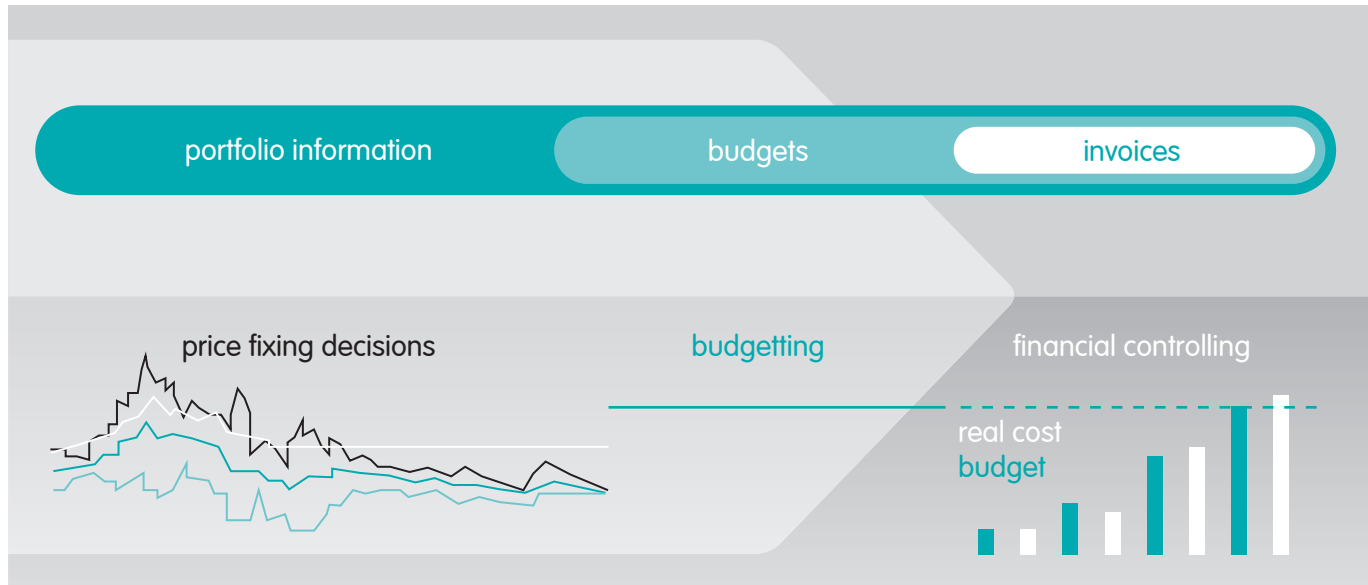 portfolio information
budgets
invoices
price fixing decisions
budgetting
financial controlling
real cost
budget